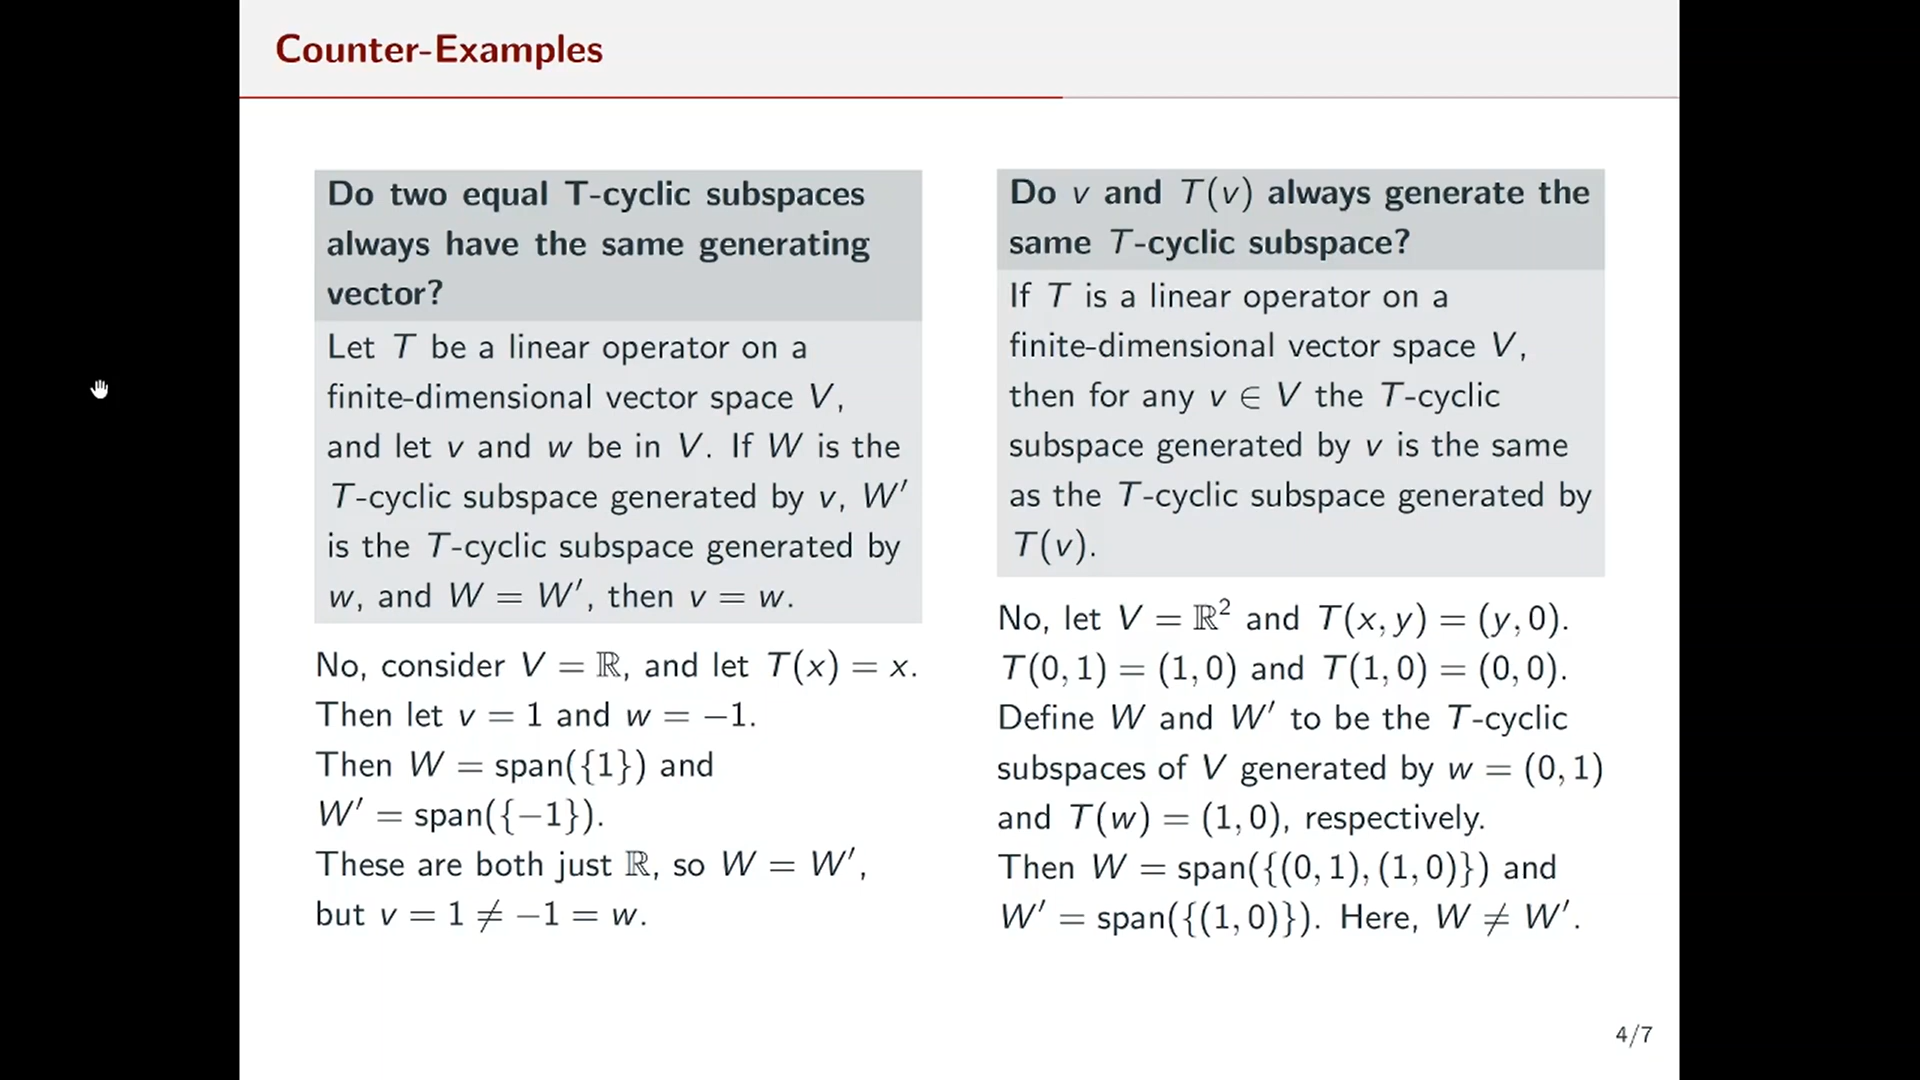 Counter-Examples
Do two equal T-cyclic subspaces
always have the same generating
vector?
Let T be a linear operator on a
finite-dimensional vector space V,
and let v and w be in V. If W is the
T-cyclic subspace generated by v, W′
is the T-cyclic subspace generated by
w, and W = W′, then v = w.
No, consider V = ℝ, and let T(x) = x.
Then let v = 1 and w = −1.
Then W = span({1}) and
W′ = span({−1}).
These are both just ℝ, so W = W′,
but v = 1 ≠ −1 = w.
Do v and T(v) always generate the
same T-cyclic subspace?
If T is a linear operator on a
finite-dimensional vector space V,
then for any v ∈ V the T-cyclic
subspace generated by v is the same
as the T-cyclic subspace generated by
T(v).
No, let V = ℝ² and T(x, y) = (y, 0).
T(0, 1) = (1, 0) and T(1, 0) = (0, 0).
Define W and W′ to be the T-cyclic
subspaces of V generated by w = (0, 1)
and T(w) = (1, 0), respectively.
Then W = span({(0, 1), (1, 0)}) and
W′ = span({(1, 0)}). Here, W ≠ W′.
4/7